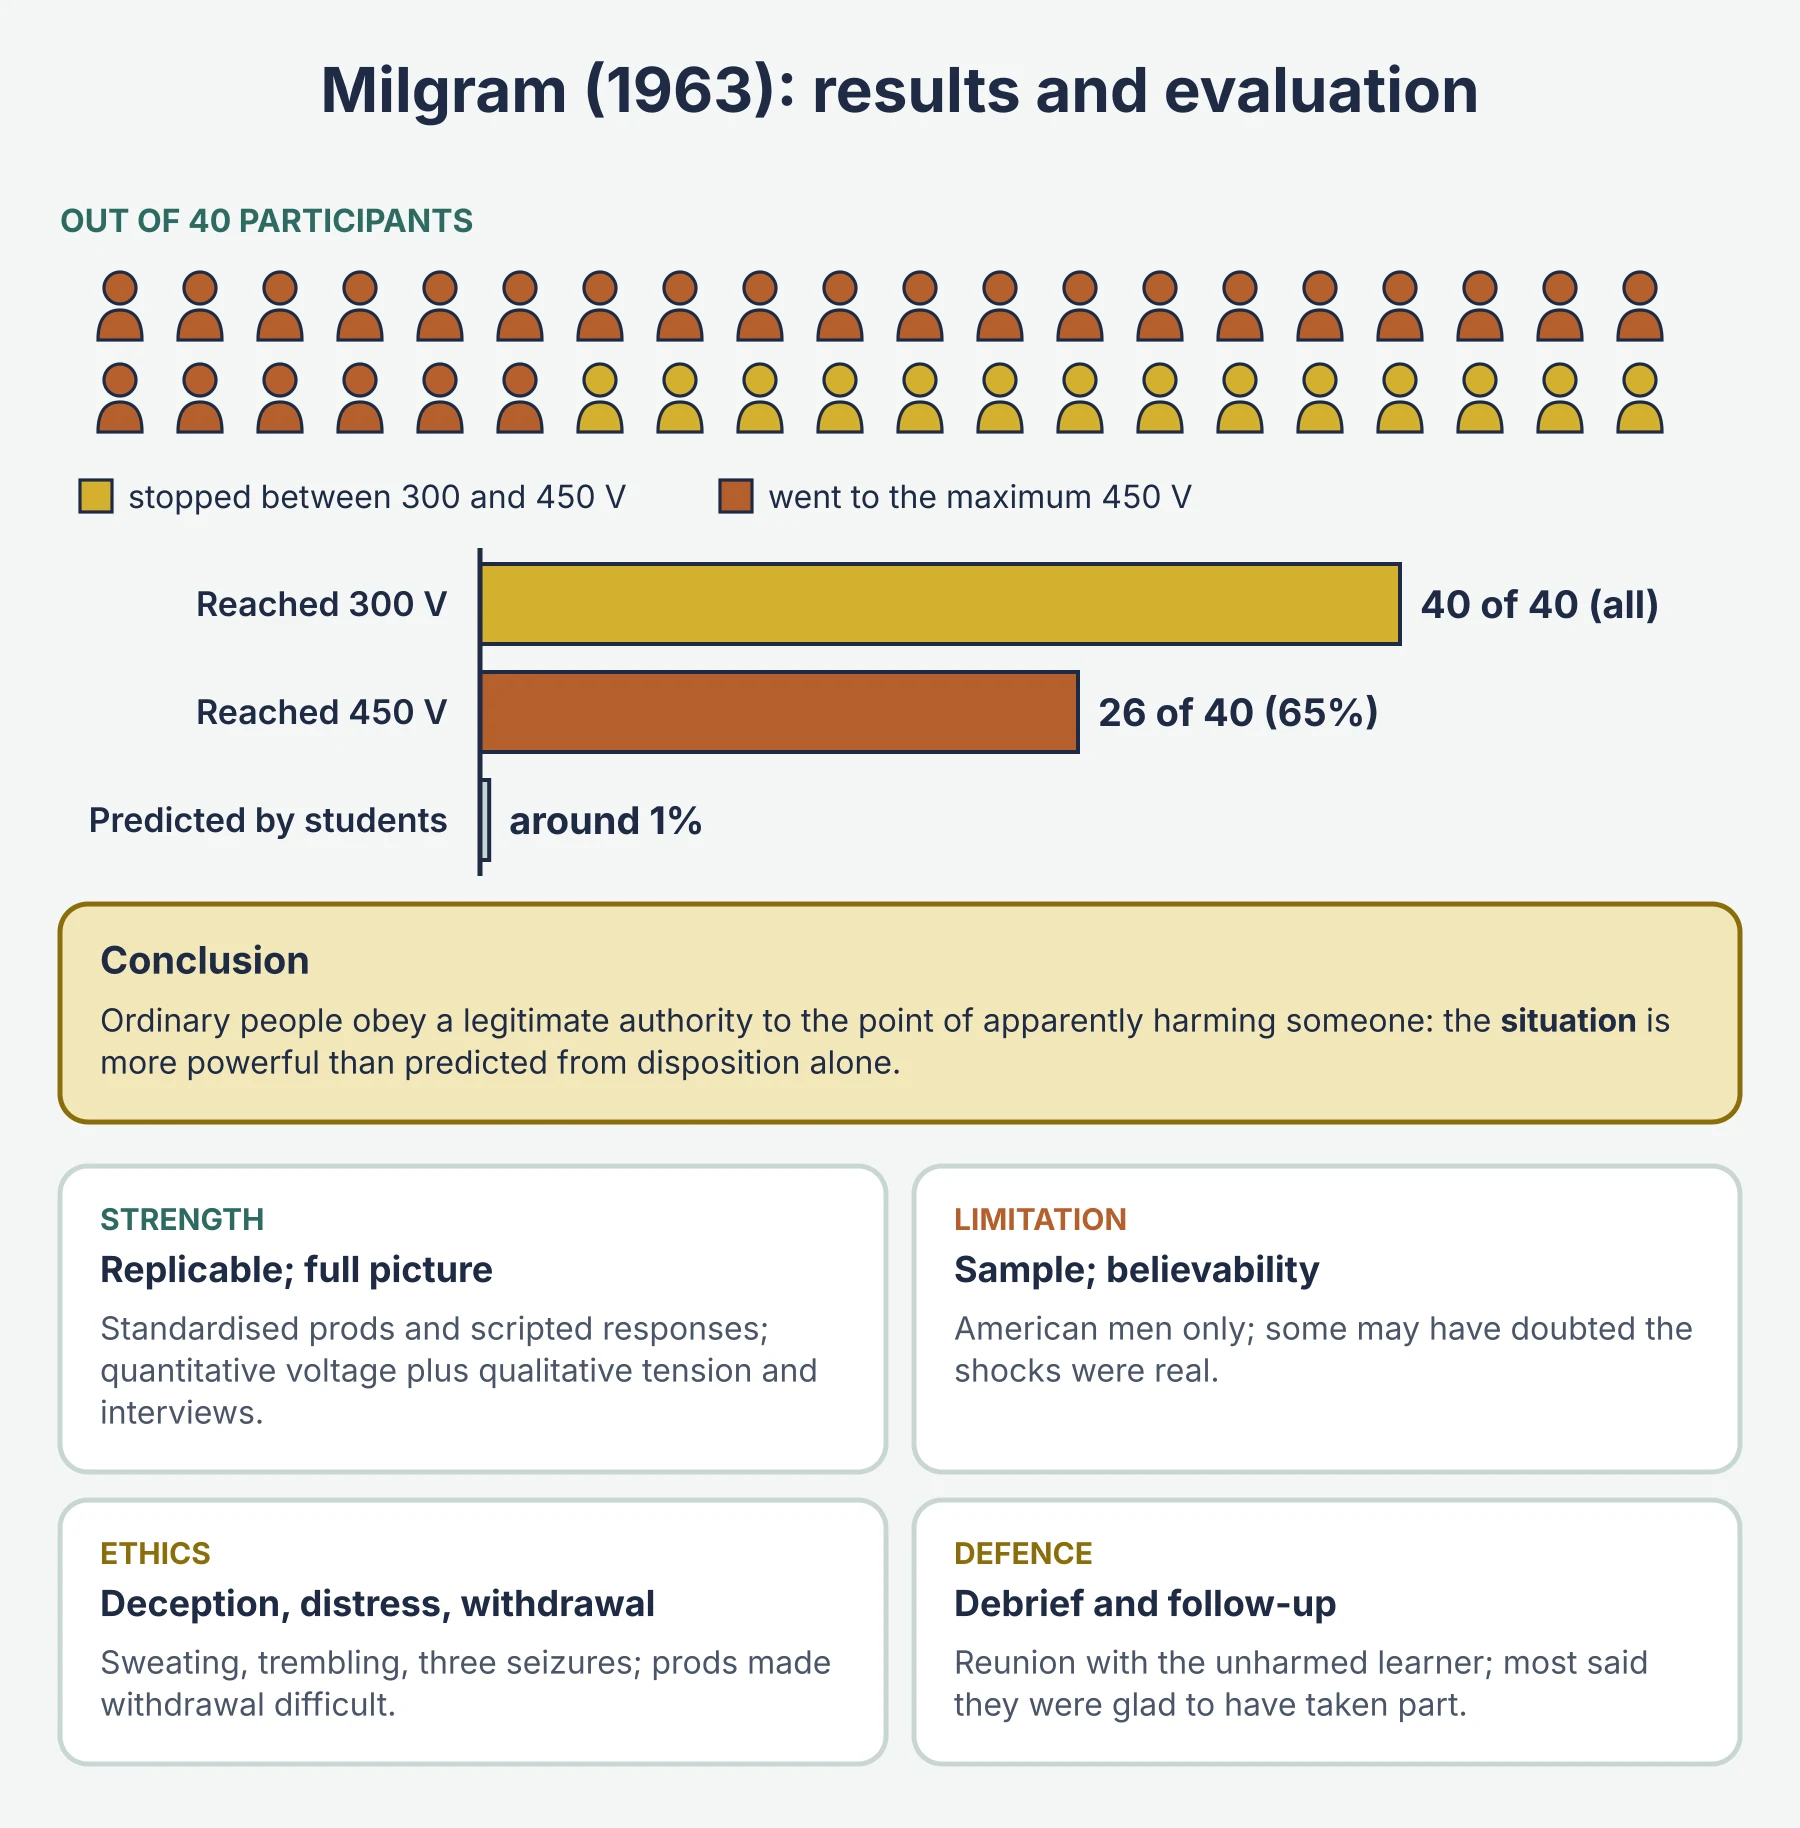 Milgram (1963): results and evaluation
OUT OF 40 PARTICIPANTS
stopped between 300 and 450 V
went to the maximum 450 V
Reached 300 V
40 of 40 (all)
Reached 450 V
26 of 40 (65%)
Predicted by students
around 1%
Conclusion
Ordinary people obey a legitimate authority to the point of apparently harming someone: the situation is
more powerful than predicted from disposition alone.
STRENGTH
Replicable; full picture
Standardised prods and scripted responses;
quantitative voltage plus qualitative tension and
interviews.
LIMITATION
Sample; believability
American men only; some may have doubted the
shocks were real.
ETHICS
Deception, distress, withdrawal
Sweating, trembling, three seizures; prods made
withdrawal difficult.
DEFENCE
Debrief and follow-up
Reunion with the unharmed learner; most said
they were glad to have taken part.